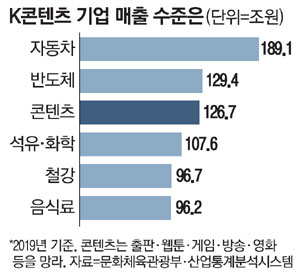 K콘텐츠 기업 매출 수준은(단위=조원)
자동차 189.1
반도체 129.4
콘텐츠 126.7
석유·화학 107.6
철강 96.7
음식료 96.2
*2019년 기준. 콘텐츠는 출판·웹툰·게임·방송·영화
등을 망라. 자료=문화체육관광부·산업통계분석시스템